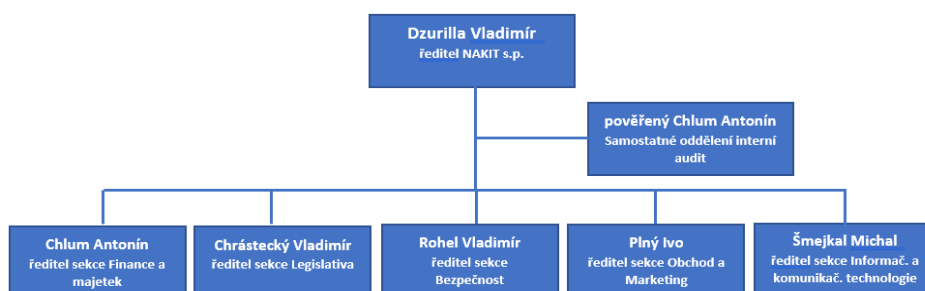 Dzurilla Vladimír
ředitel NAKIT s.p.
pověřený Chlum Antonín
Samostatné oddělení interní
audit
Chlum Antonín
ředitel sekce Finance a
majetek
Chrástecký Vladimír
ředitel sekce Legislativa
Rohel Vladimír
ředitel sekce
Bezpečnost
Plný Ivo
ředitel sekce Obchod a
Marketing
Šmejkal Michal
ředitel sekce Informač. a
komunikač. technologie